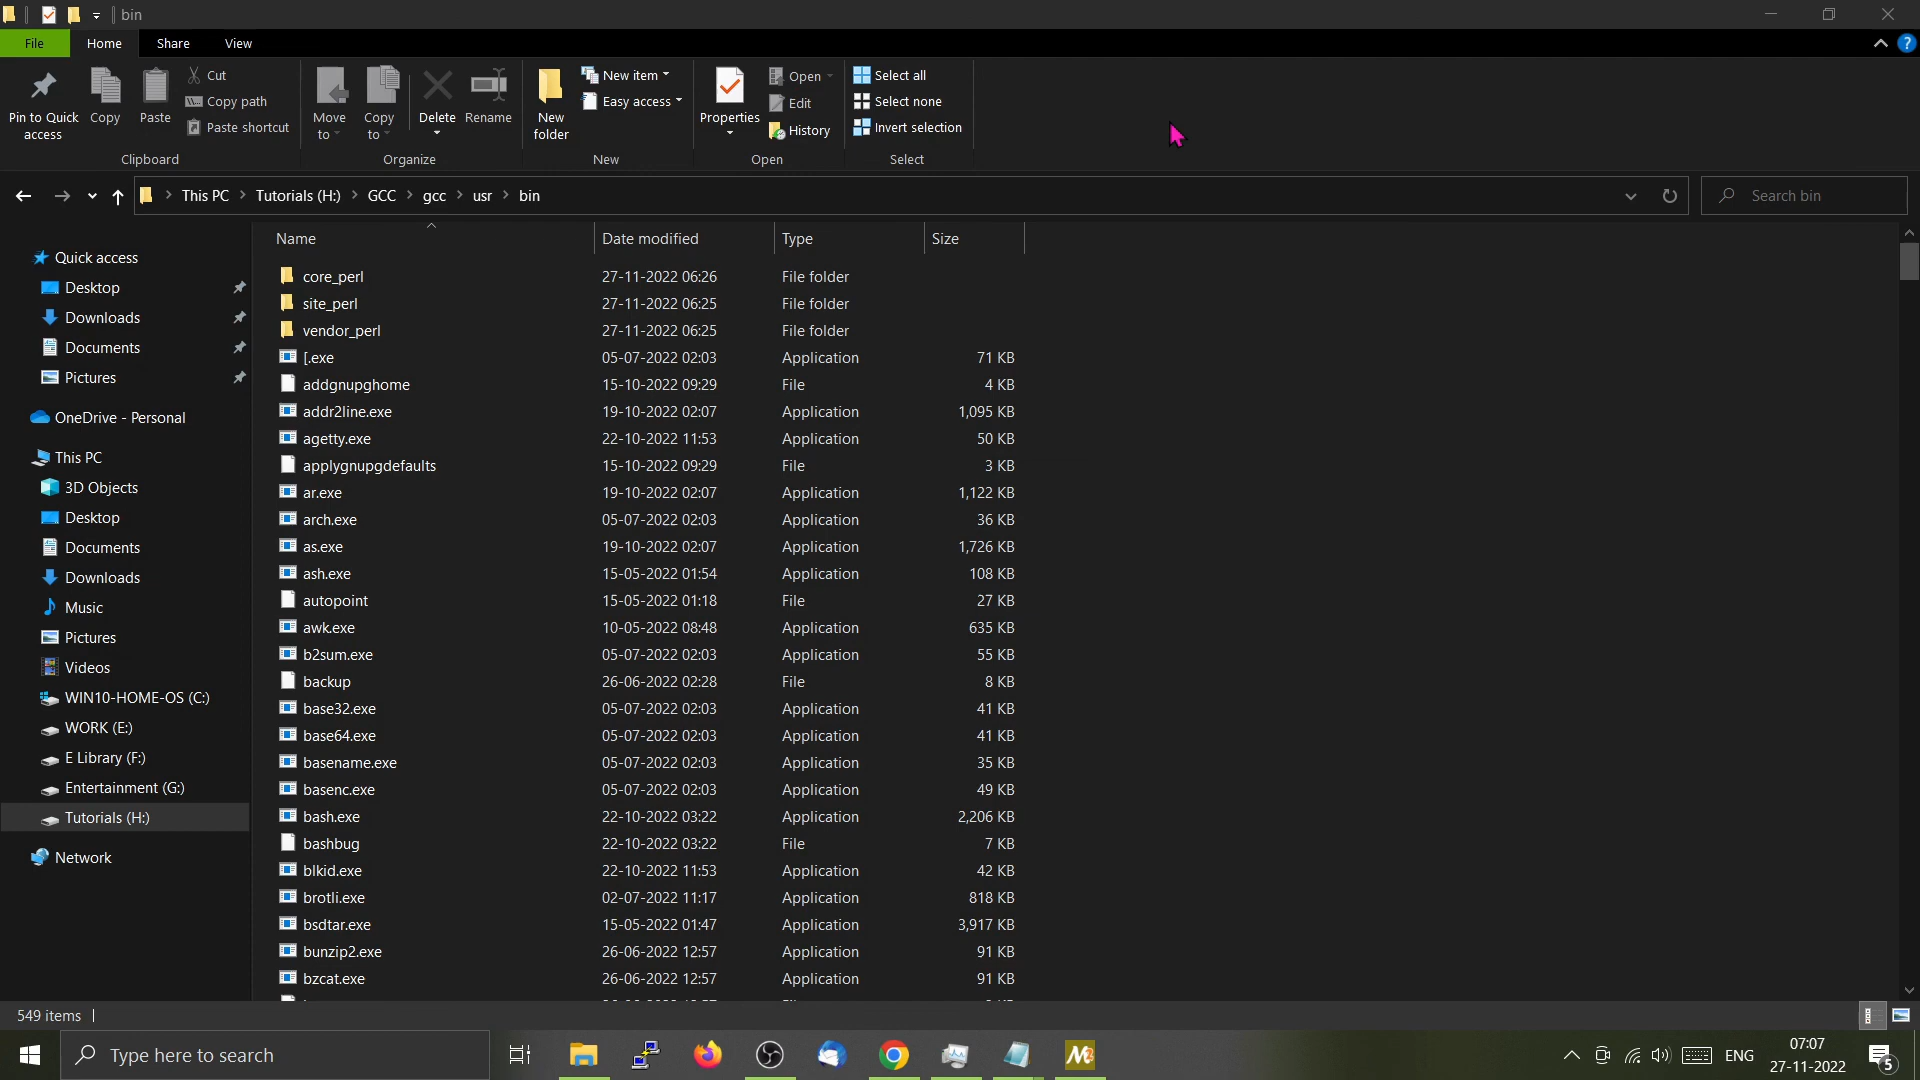 bin
File Home Share View
Pin to Quick access
Copy
Paste
Cut
Copy path
Paste shortcut
Clipboard
Move to
Copy to
Delete
Rename
Organize
New folder
New item
Easy access
New
Properties
Open
Edit
History
Open
Select all
Select none
Invert selection
Select
This PC Tutorials (H:) GCC gcc usr bin
Search bin
Quick access
Desktop
Downloads
Documents
Pictures
OneDrive - Personal
This PC
3D Objects
Desktop
Documents
Downloads
Music
Pictures
Videos
WIN10-HOME-OS (C:)
WORK (E:)
E Library (F:)
Entertainment (G:)
Tutorials (H:)
Network
Name Date modified Type Size
core_perl 27-11-2022 06:26 File folder
site_perl 27-11-2022 06:25 File folder
vendor_perl 27-11-2022 06:25 File folder
[.exe 05-07-2022 02:03 Application 71 KB
addgnupghome 15-10-2022 09:29 File 4 KB
addr2line.exe 19-10-2022 02:07 Application 1,095 KB
agetty.exe 22-10-2022 11:53 Application 50 KB
applygnupgdefaults 15-10-2022 09:29 File 3 KB
ar.exe 19-10-2022 02:07 Application 1,122 KB
arch.exe 05-07-2022 02:03 Application 36 KB
as.exe 19-10-2022 02:07 Application 1,726 KB
ash.exe 15-05-2022 01:54 Application 108 KB
autopoint 15-05-2022 01:18 File 27 KB
awk.exe 10-05-2022 08:48 Application 635 KB
b2sum.exe 05-07-2022 02:03 Application 55 KB
backup 26-06-2022 02:28 File 8 KB
base32.exe 05-07-2022 02:03 Application 41 KB
base64.exe 05-07-2022 02:03 Application 41 KB
basename.exe 05-07-2022 02:03 Application 35 KB
basenc.exe 05-07-2022 02:03 Application 49 KB
bash.exe 22-10-2022 03:22 Application 2,206 KB
bashbug 22-10-2022 03:22 File 7 KB
blkid.exe 22-10-2022 11:53 Application 42 KB
brotli.exe 02-07-2022 11:17 Application 818 KB
bsdtar.exe 15-05-2022 01:47 Application 3,917 KB
bunzip2.exe 26-06-2022 12:57 Application 91 KB
bzcat.exe 26-06-2022 12:57 Application 91 KB
549 items
Type here to search
ENG
07:07
27-11-2022
5